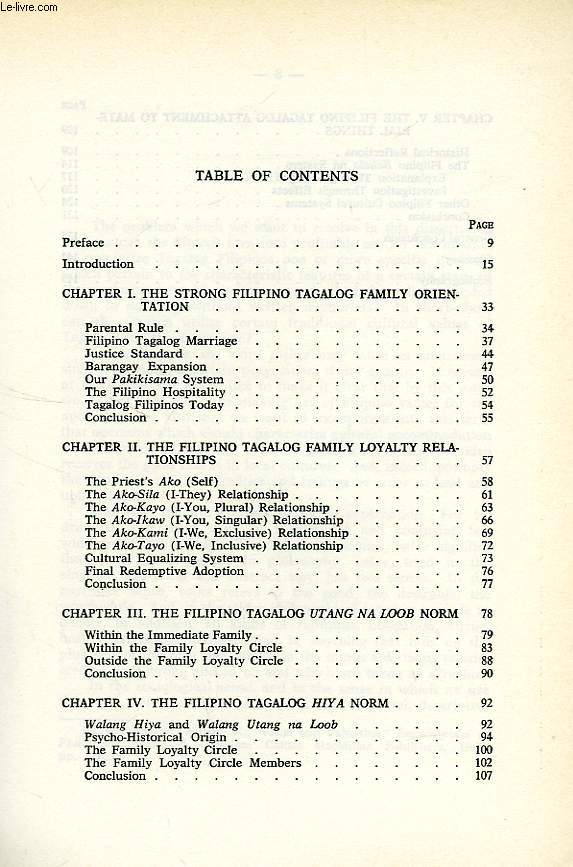 Le-livre.com
TABLE OF CONTENTS
PAGE
Preface . . . . . . . . . . . . . 9
Introduction . . . . . . . . . . . . 15
CHAPTER I. THE STRONG FILIPINO TAGALOG FAMILY ORIEN-
TATION . . . . . . . . . . 33
Parental Rule . . . . . . . . . . . 34
Filipino Tagalog Marriage . . . . . . . . 37
Justice Standard . . . . . . . . . . 44
Barangay Expansion . . . . . . . . . . 47
Our Pakikisama System . . . . . . . . . 50
The Filipino Hospitality . . . . . . . . . 52
Tagalog Filipinos Today . . . . . . . . . 54
Conclusion . . . . . . . . . . . . 55
CHAPTER II. THE FILIPINO TAGALOG FAMILY LOYALTY RELA-
TIONSHIPS . . . . . . . . . 57
The Priest's Ako (Self) . . . . . . . . . 58
The Ako-Sila (I-They) Relationship . . . . . . . 61
The Ako-Kayo (I-You, Plural) Relationship . . . . . 63
The Ako-Ikaw (I-You, Singular) Relationship . . . . . 66
The Ako-Kami (I-We, Exclusive) Relationship . . . . . 69
The Ako-Tayo (I-We, Inclusive) Relationship . . . . . 72
Cultural Equalizing System . . . . . . . . 73
Final Redemptive Adoption . . . . . . . . 76
Conclusion . . . . . . . . . . . . 77
CHAPTER III. THE FILIPINO TAGALOG UTANG NA LOOB NORM 78
Within the Immediate Family . . . . . . . . 79
Within the Family Loyalty Circle . . . . . . . 83
Outside the Family Loyalty Circle . . . . . . . 88
Conclusion . . . . . . . . . . . . 90
CHAPTER IV. THE FILIPINO TAGALOG HIYA NORM . . . . 92
Walang Hiya and Walang Utang na Loob . . . . . . 92
Psycho-Historical Origin . . . . . . . . . 94
The Family Loyalty Circle . . . . . . . . 100
The Family Loyalty Circle Members . . . . . . 102
Conclusion . . . . . . . . . . . . 107